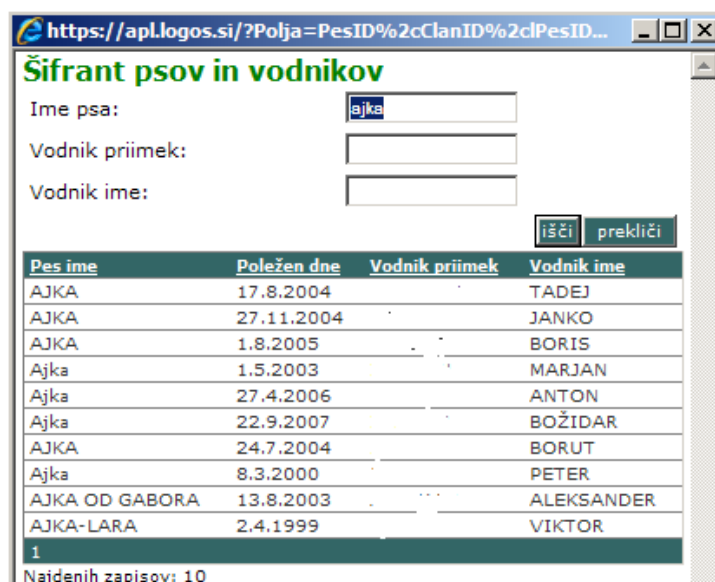 https://apl.logos.si/?Polja=PesID%2cClanID%2clPesID...
Šifrant psov in vodnikov
Ime psa: ajka
Vodnik priimek:
Vodnik ime:
išči prekliči
Pes ime Poležen dne Vodnik priimek Vodnik ime
AJKA 17.8.2004 TADEJ
AJKA 27.11.2004 JANKO
AJKA 1.8.2005 BORIS
Ajka 1.5.2003 MARJAN
Ajka 27.4.2006 ANTON
Ajka 22.9.2007 BOŽIDAR
AJKA 24.7.2004 BORUT
Ajka 8.3.2000 PETER
AJKA OD GABORA 13.8.2003 ALEKSANDER
AJKA-LARA 2.4.1999 VIKTOR
1
Najdenih zapisov: 10